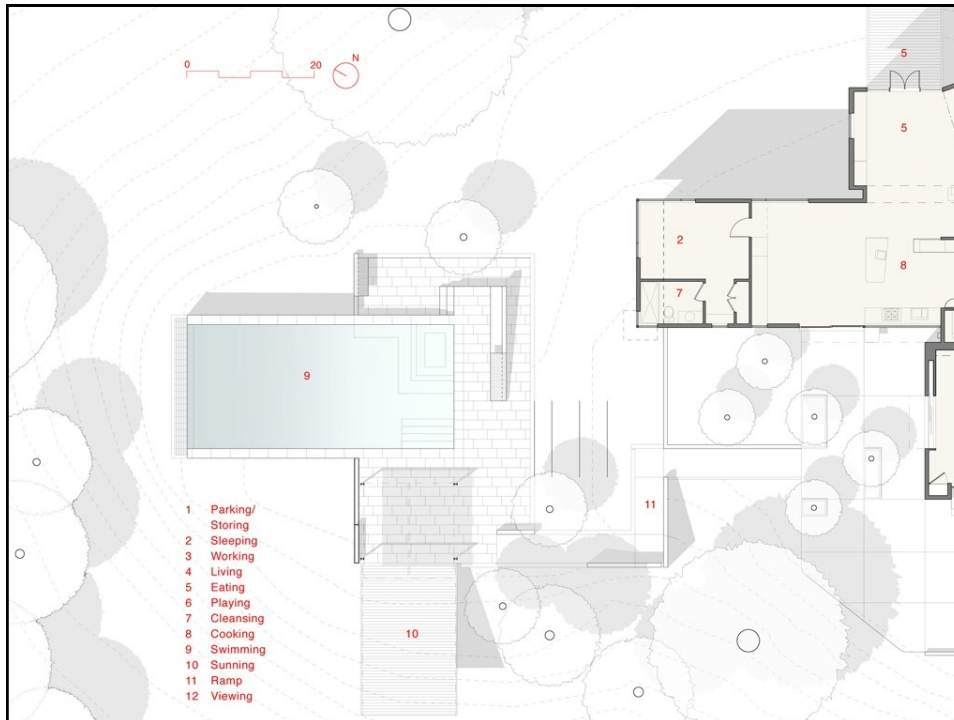 0 20 N
5
5
2
8
7
9
11
10
1 Parking/
Storing
2 Sleeping
3 Working
4 Living
5 Eating
6 Playing
7 Cleansing
8 Cooking
9 Swimming
10 Sunning
11 Ramp
12 Viewing